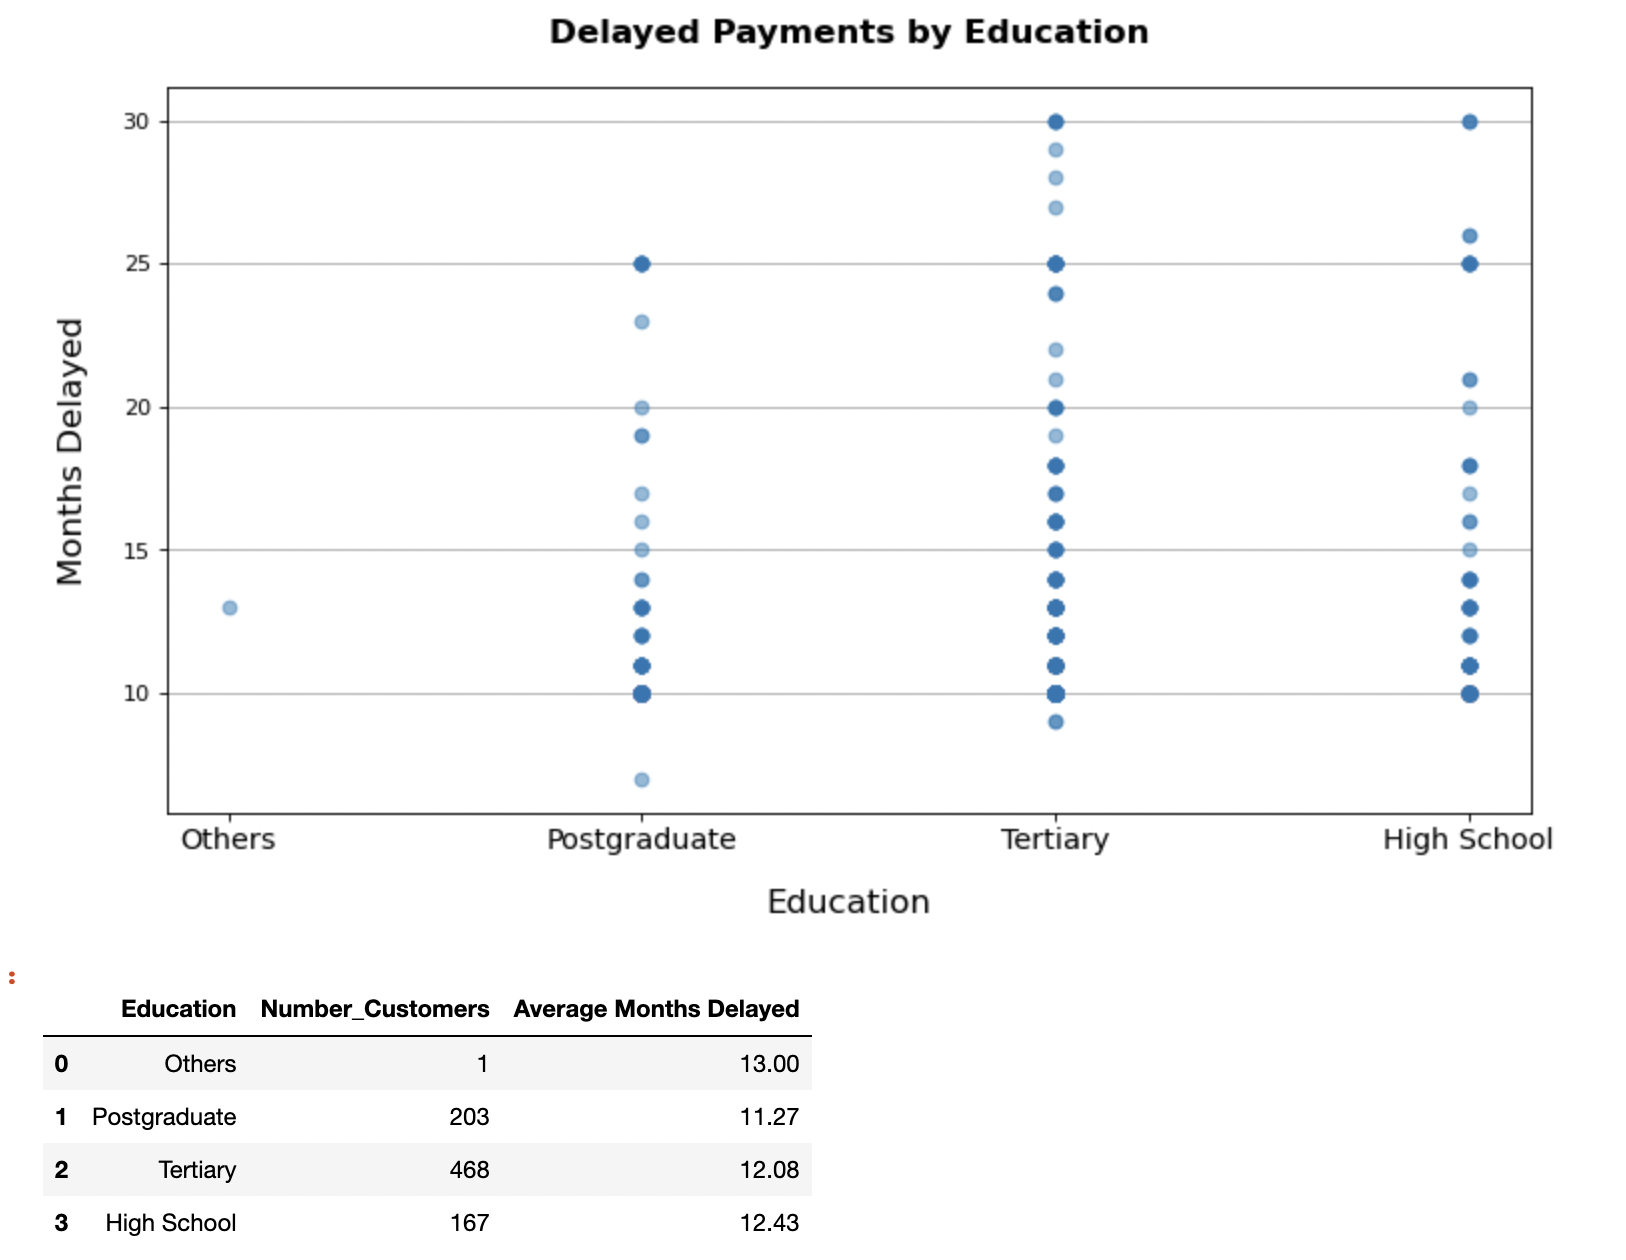 Delayed Payments by Education
30
25
20
15
10
Months Delayed
Others Postgraduate Tertiary High School
Education
:
Education Number_Customers Average Months Delayed
0 Others 1 13.00
1 Postgraduate 203 11.27
2 Tertiary 468 12.08
3 High School 167 12.43